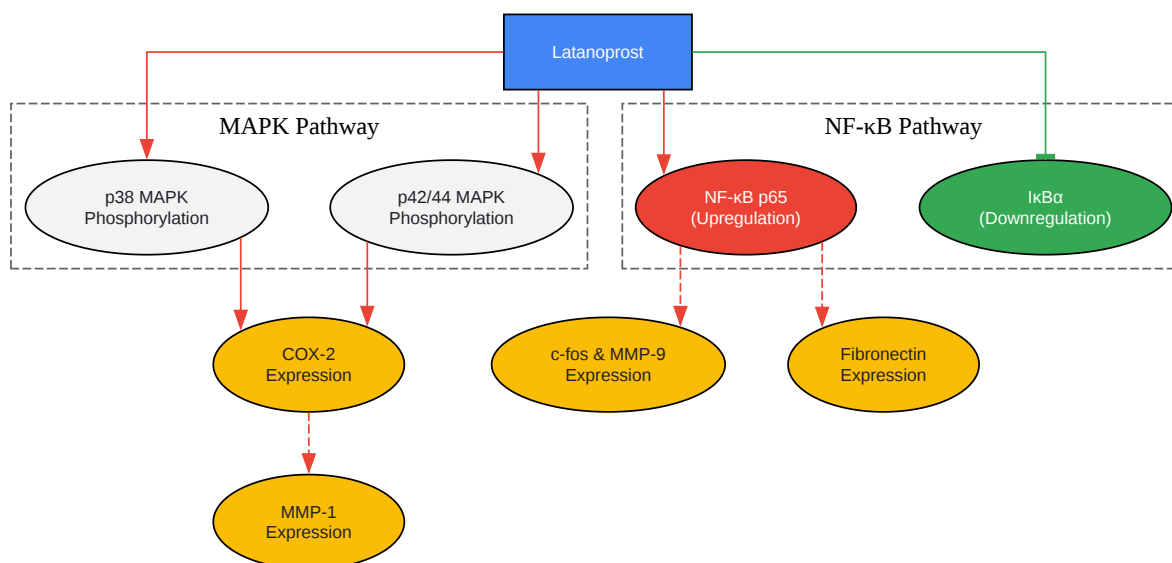 Latanoprost
MAPK Pathway
NF-κB Pathway
p38 MAPK
Phosphorylation
p42/44 MAPK
Phosphorylation
NF-κB p65
(Upregulation)
IκBα
(Downregulation)
COX-2
Expression
c-fos & MMP-9
Expression
Fibronectin
Expression
MMP-1
Expression